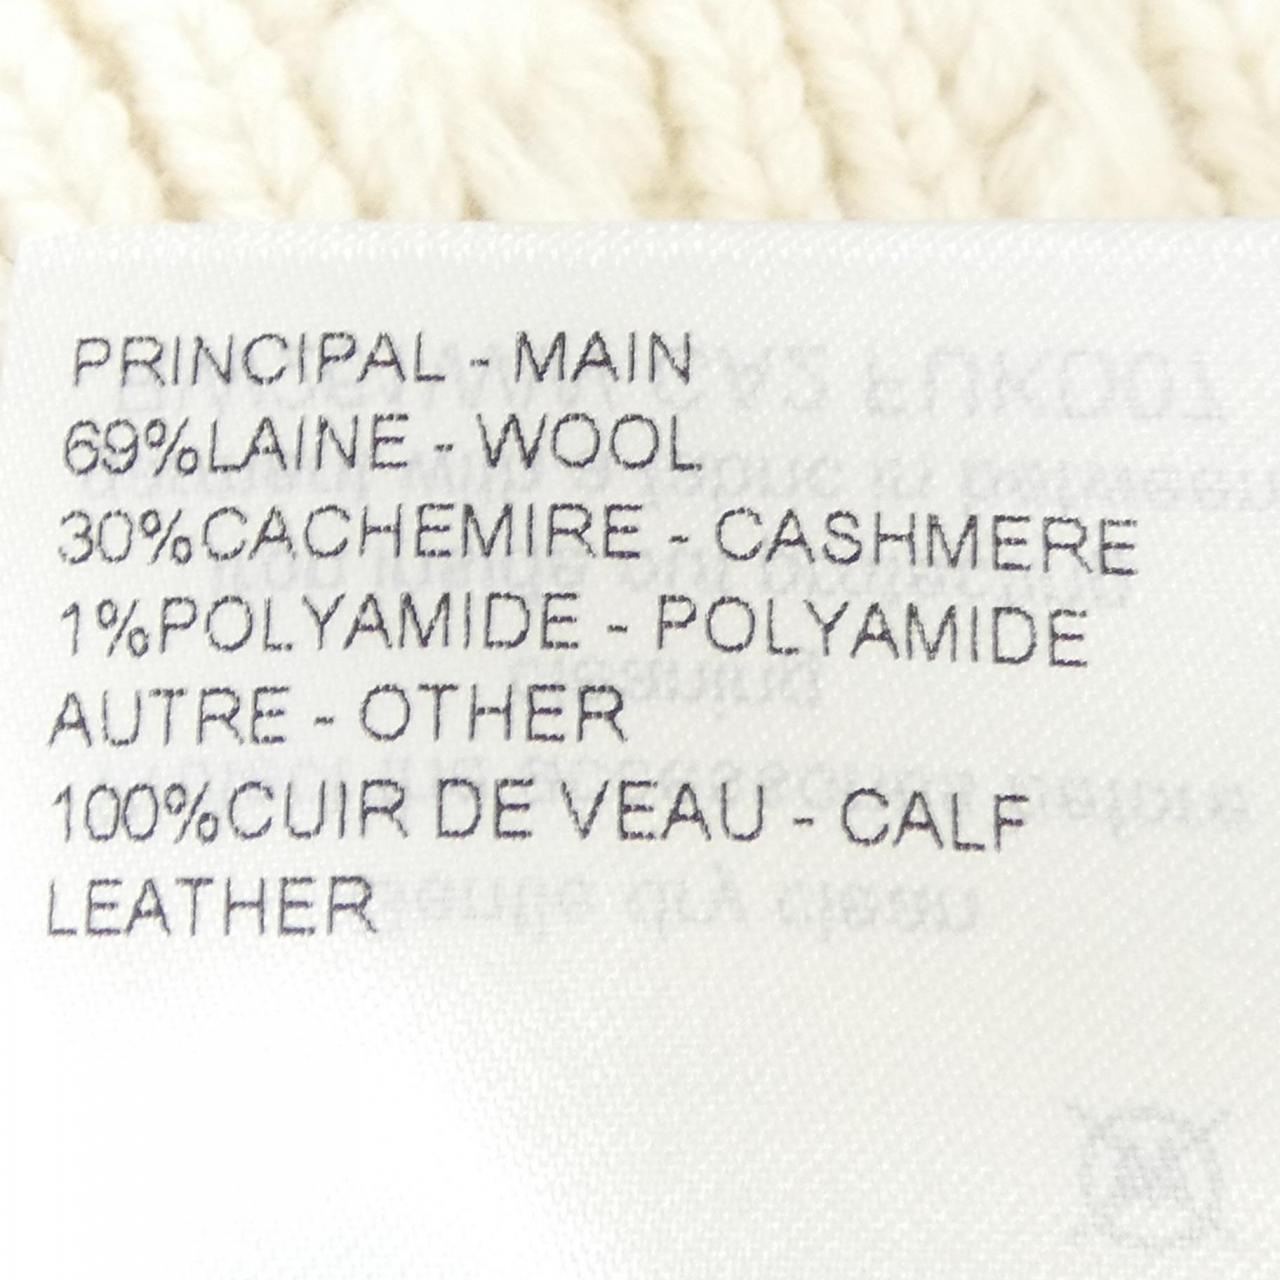 PRINCIPAL - MAIN
69%LAINE - WOOL
30%CACHEMIRE - CASHMERE
1%POLYAMIDE - POLYAMIDE
AUTRE - OTHER
100%CUIR DE VEAU - CALF
LEATHER